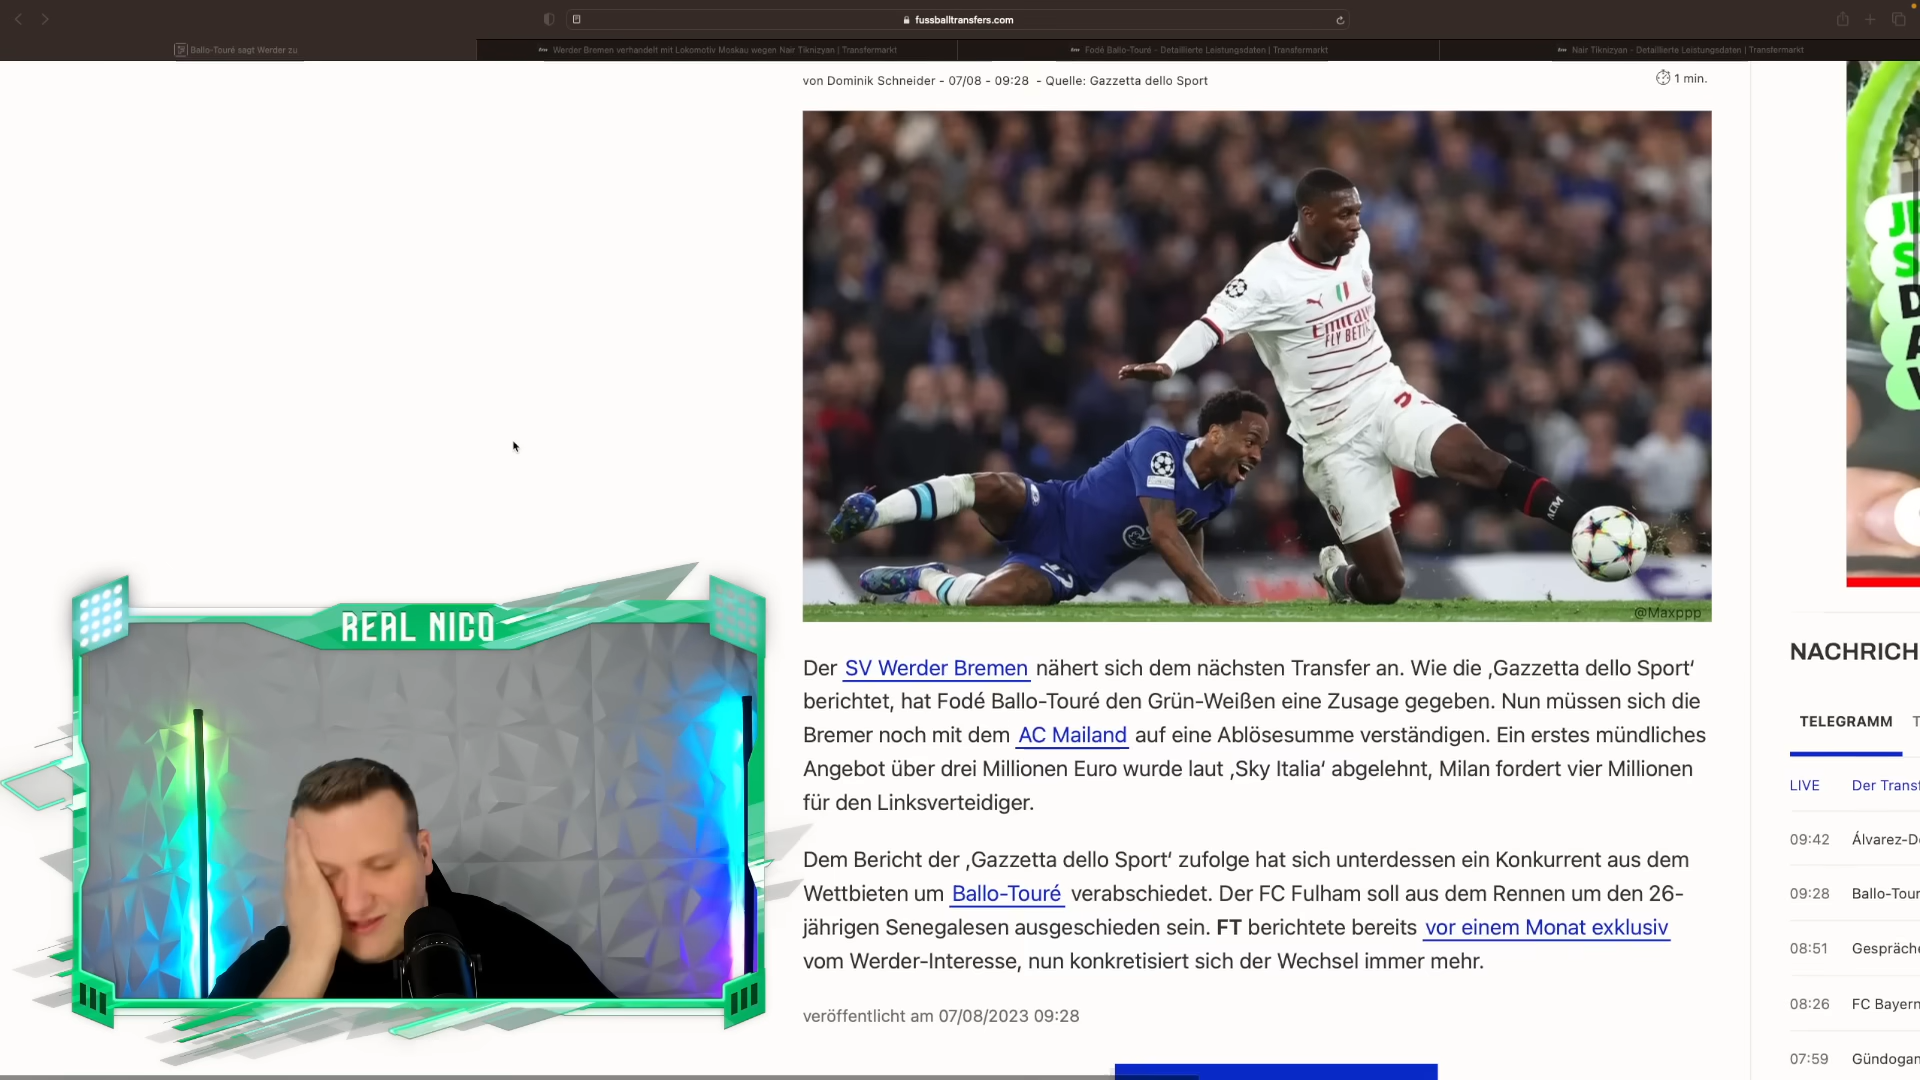 fussballtransfers.com
Ballo-Touré sagt Werder zu
Werder Bremen verhandelt mit Lokomotiv Moskau wegen Nair Tiknizyan | Transfermarkt
Fodé Ballo-Touré - Detaillierte Leistungsdaten | Transfermarkt
Nair Tiknizyan - Detaillierte Leistungsdaten | Transfermarkt
von Dominik Schneider - 07/08 - 09:28 - Quelle: Gazzetta dello Sport
1 min.
Emirates
FLY BETTER
ACM
@Maxppp
REAL NICO
Der SV Werder Bremen nähert sich dem nächsten Transfer an. Wie die ‚Gazzetta dello Sport‘
berichtet, hat Fodé Ballo-Touré den Grün-Weißen eine Zusage gegeben. Nun müssen sich die
Bremer noch mit dem AC Mailand auf eine Ablösesumme verständigen. Ein erstes mündliches
Angebot über drei Millionen Euro wurde laut ‚Sky Italia‘ abgelehnt, Milan fordert vier Millionen
für den Linksverteidiger.
Dem Bericht der ‚Gazzetta dello Sport‘ zufolge hat sich unterdessen ein Konkurrent aus dem
Wettbieten um Ballo-Touré verabschiedet. Der FC Fulham soll aus dem Rennen um den 26-
jährigen Senegalesen ausgeschieden sein. FT berichtete bereits vor einem Monat exklusiv
vom Werder-Interesse, nun konkretisiert sich der Wechsel immer mehr.
veröffentlicht am 07/08/2023 09:28
NACHRICH
TELEGRAMM T
LIVE Der Transf
09:42 Álvarez-D
09:28 Ballo-Tour
08:51 Gespräche
08:26 FC Bayern
07:59 Gündogan